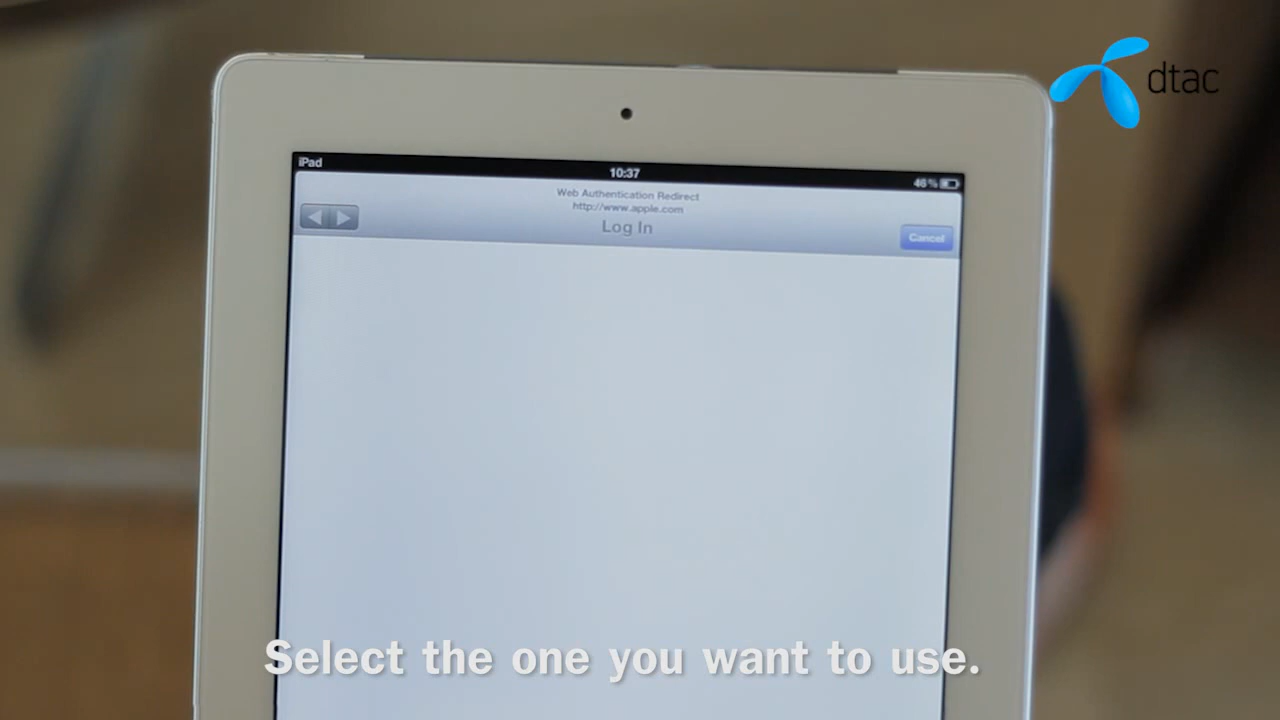 dtac
iPad
10:37
46%
Web Authentication Redirect
http://www.apple.com
Log In
Cancel
Select the one you want to use.